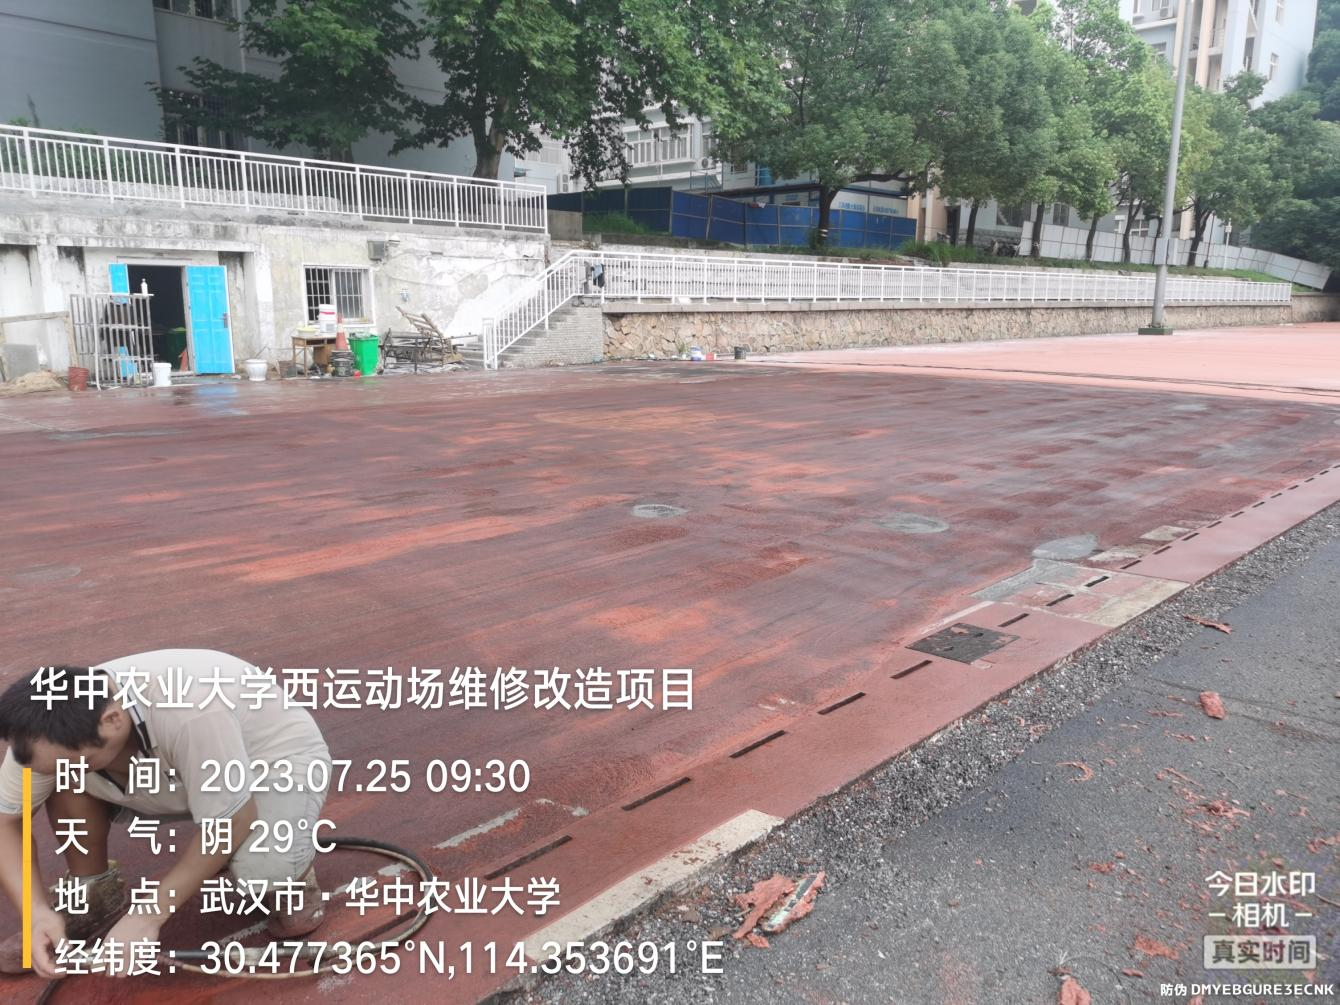 华中农业大学西运动场维修改造项目
时 间：2023.07.25 09:30
天 气：阴 29℃
地 点：武汉市·华中农业大学
经纬度：30.477365°N,114.353691°E
今日水印
相机
真实时间
防伪 DMYEBGURE3ECNK